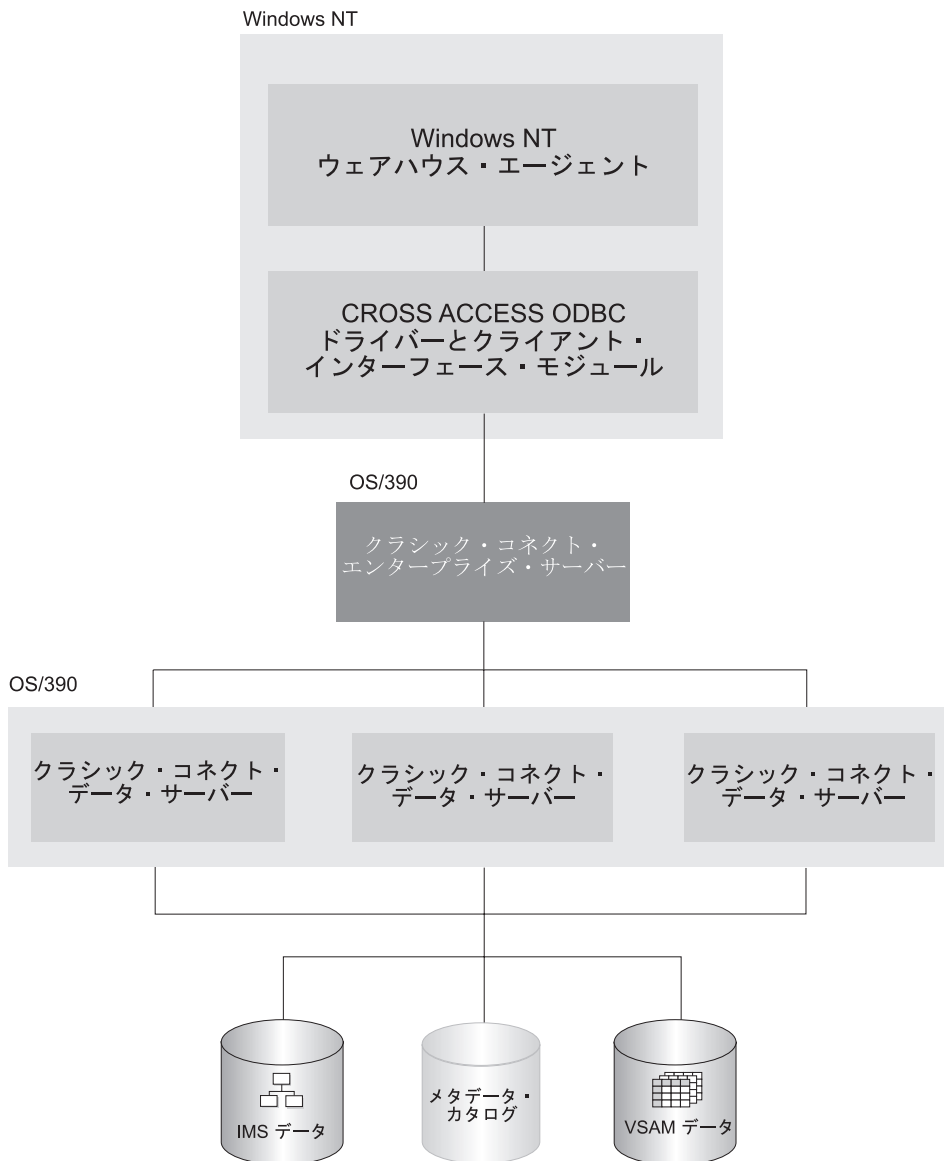 Windows NT
Windows NT
ウェアハウス・エージェント
CROSS ACCESS ODBC
ドライバーとクライアント・
インターフェース・モジュール
OS/390
クラシック・コネクト・
エンタープライズ・サーバー
OS/390
クラシック・コネクト・
データ・サーバー
クラシック・コネクト・
データ・サーバー
クラシック・コネクト・
データ・サーバー
IMS データ
メタデータ・
カタログ
VSAM データ